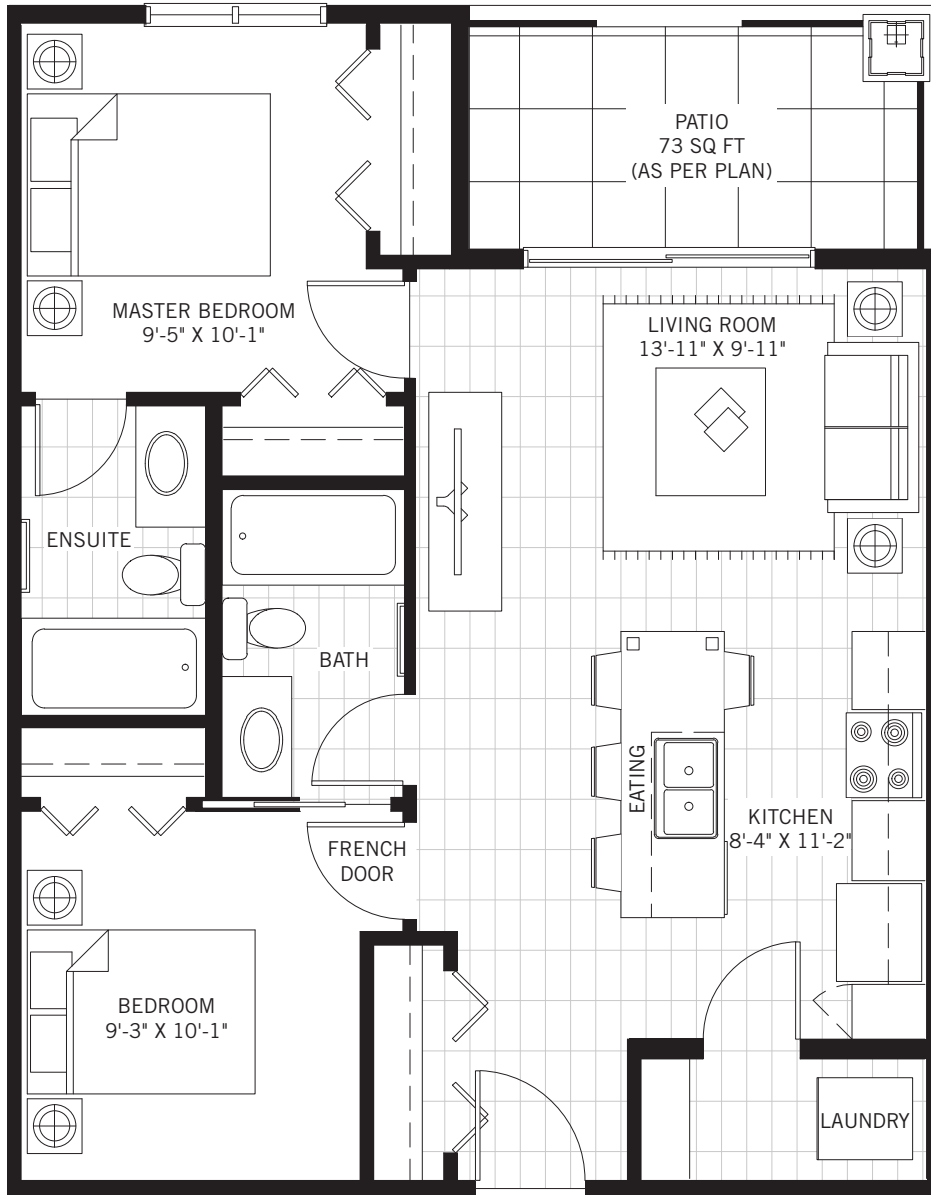 PATIO
73 SQ FT
(AS PER PLAN)
MASTER BEDROOM
9'-5" X 10'-1"
LIVING ROOM
13'-11" X 9'-11"
ENSUITE
BATH
EATING
KITCHEN
8'-4" X 11'-2"
FRENCH
DOOR
BEDROOM
9'-3" X 10'-1"
LAUNDRY